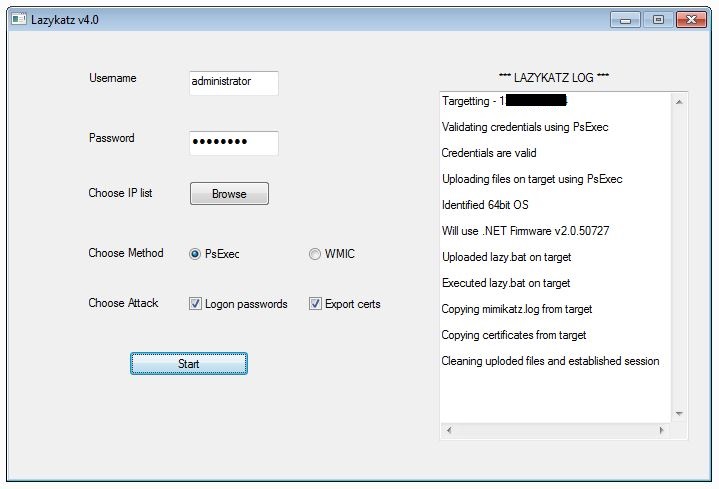 Lazykatz v4.0
Username
administrator
Password
Choose IP list
Browse
Choose Method
PsExec
WMIC
Choose Attack
Logon passwords
Export certs
Start
*** LAZYKATZ LOG ***
Targetting - 1
Validating credentials using PsExec
Credentials are valid
Uploading files on target using PsExec
Identified 64bit OS
Will use .NET Firmware v2.0.50727
Uploaded lazy.bat on target
Executed lazy.bat on target
Copying mimikatz.log from target
Copying certificates from target
Cleaning uploded files and established session